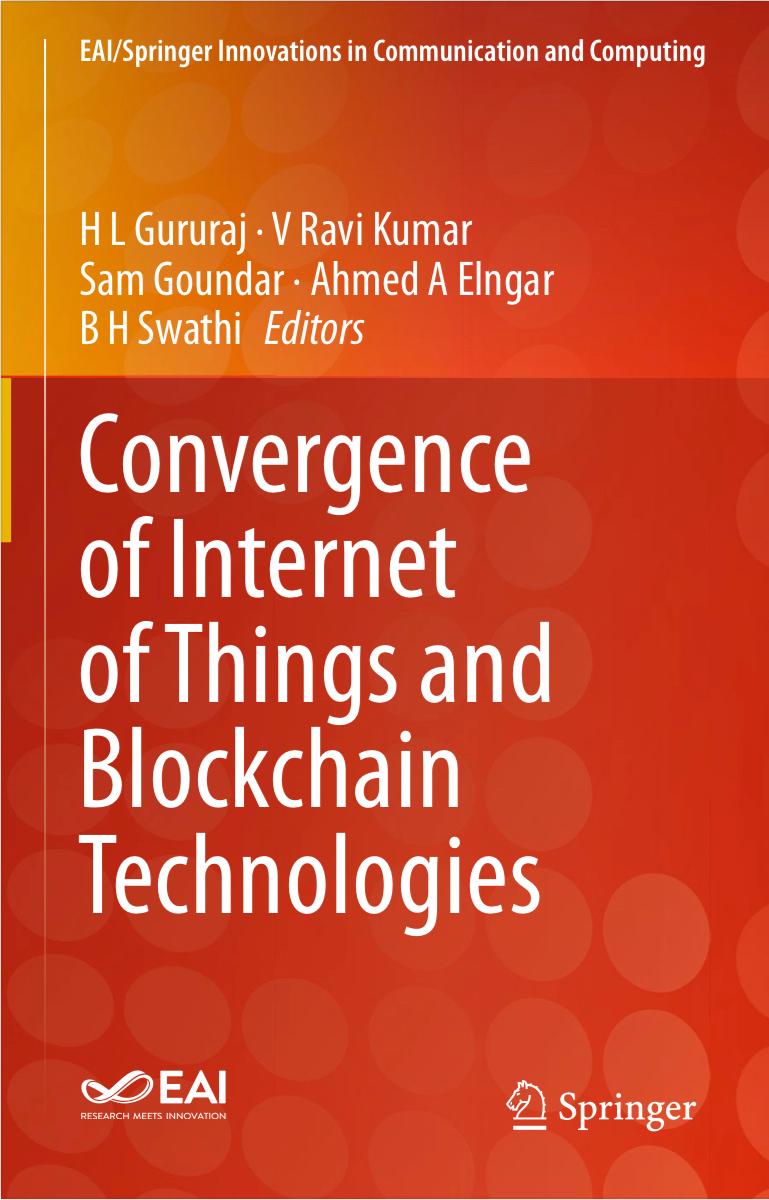 EAI/Springer Innovations in Communication and Computing
H L Gururaj · V Ravi Kumar
Sam Goundar · Ahmed A Elngar
B H Swathi Editors
Convergence
of Internet
of Things and
Blockchain
Technologies
EAI
RESEARCH MEETS INNOVATION
Springer